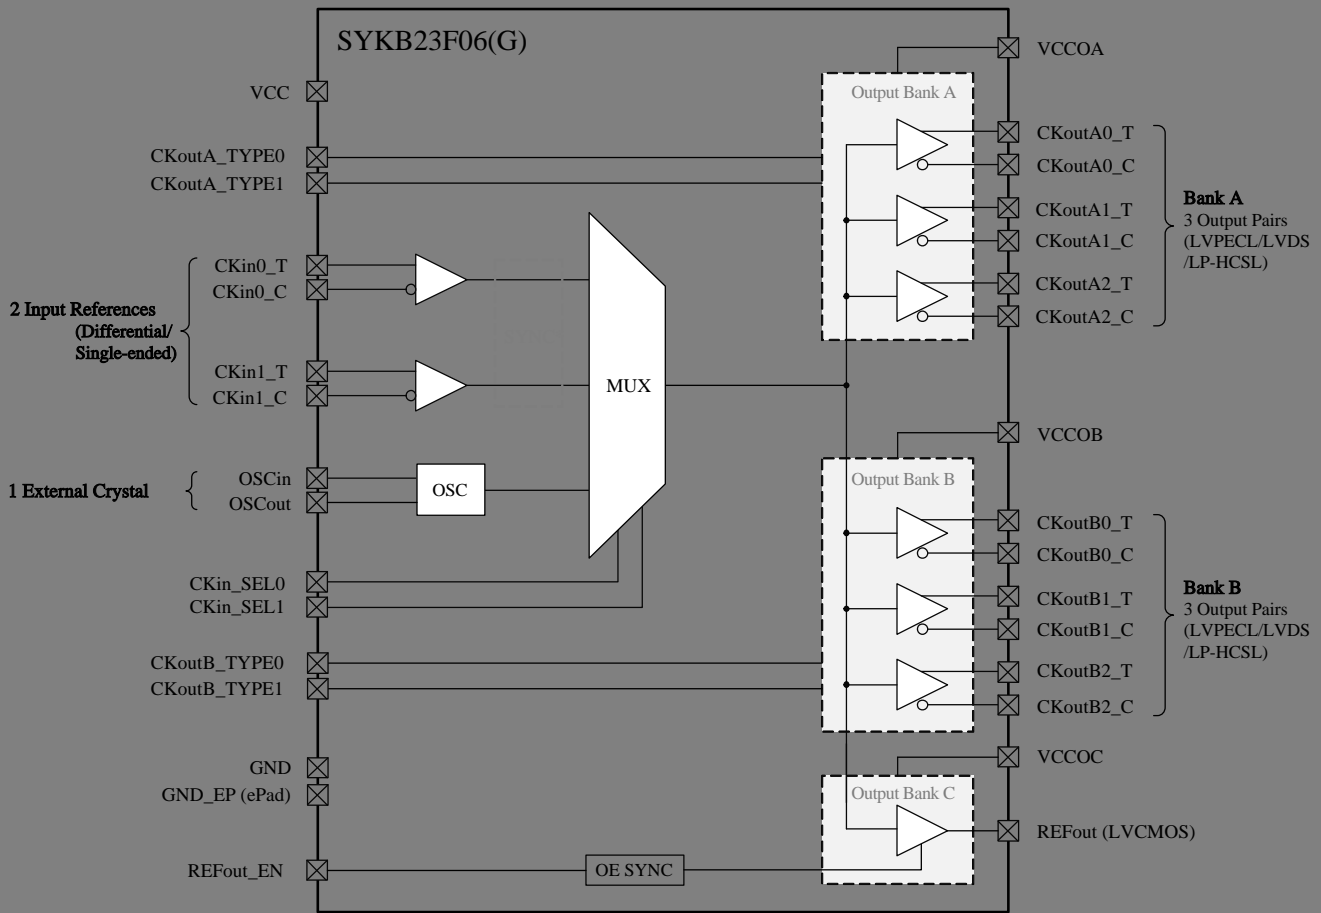 SYKB23F06(G)
VCC
CKoutA_TYPE0
CKoutA_TYPE1
CKin0_T
CKin0_C
2 Input References
(Differential/
Single-ended)
CKin1_T
CKin1_C
1 External Crystal
OSCin
OSCout
OSC
MUX
CKin_SEL0
CKin_SEL1
CKoutB_TYPE0
CKoutB_TYPE1
GND
GND_EP (ePad)
REFout_EN
OE SYNC
VCCOA
Output Bank A
CKoutA0_T
CKoutA0_C
CKoutA1_T
CKoutA1_C
CKoutA2_T
CKoutA2_C
Bank A
3 Output Pairs
(LVPECL/LVDS
/LP-HCSL)
VCCOB
Output Bank B
CKoutB0_T
CKoutB0_C
CKoutB1_T
CKoutB1_C
CKoutB2_T
CKoutB2_C
Bank B
3 Output Pairs
(LVPECL/LVDS
/LP-HCSL)
VCCOC
Output Bank C
REFout (LVCMOS)